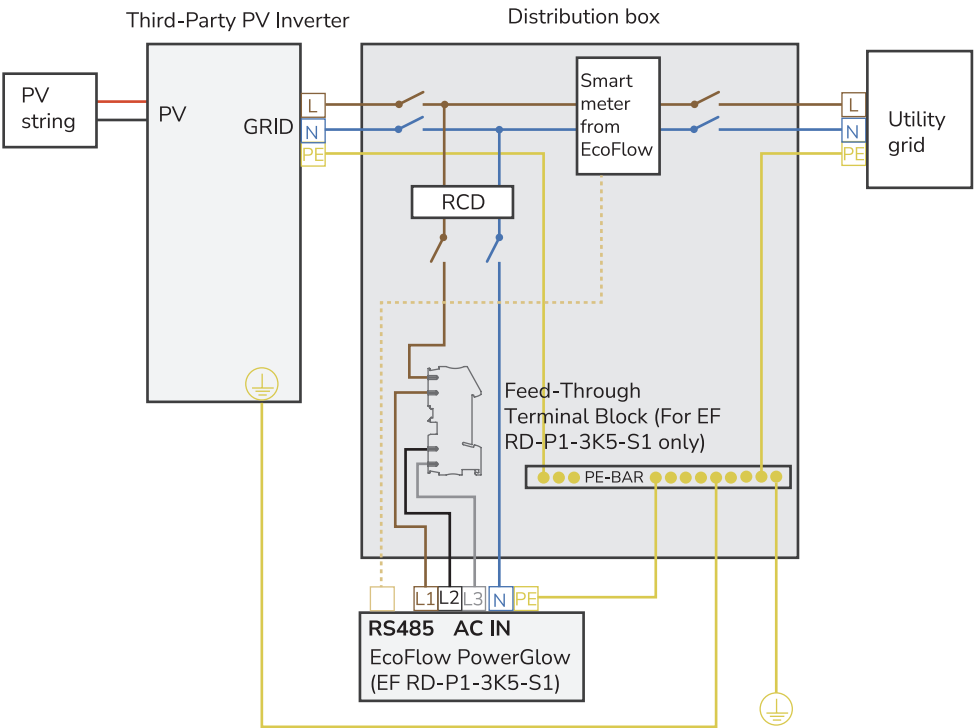 Third-Party PV Inverter
Distribution box
PV
string
PV
GRID
L
N
PE
Smart
meter
from
EcoFlow
L
N
PE
Utility
grid
RCD
Feed-Through
Terminal Block (For EF
RD-P1-3K5-S1 only)
PE-BAR
L1 L2 L3 N PE
RS485 AC IN
EcoFlow PowerGlow
(EF RD-P1-3K5-S1)